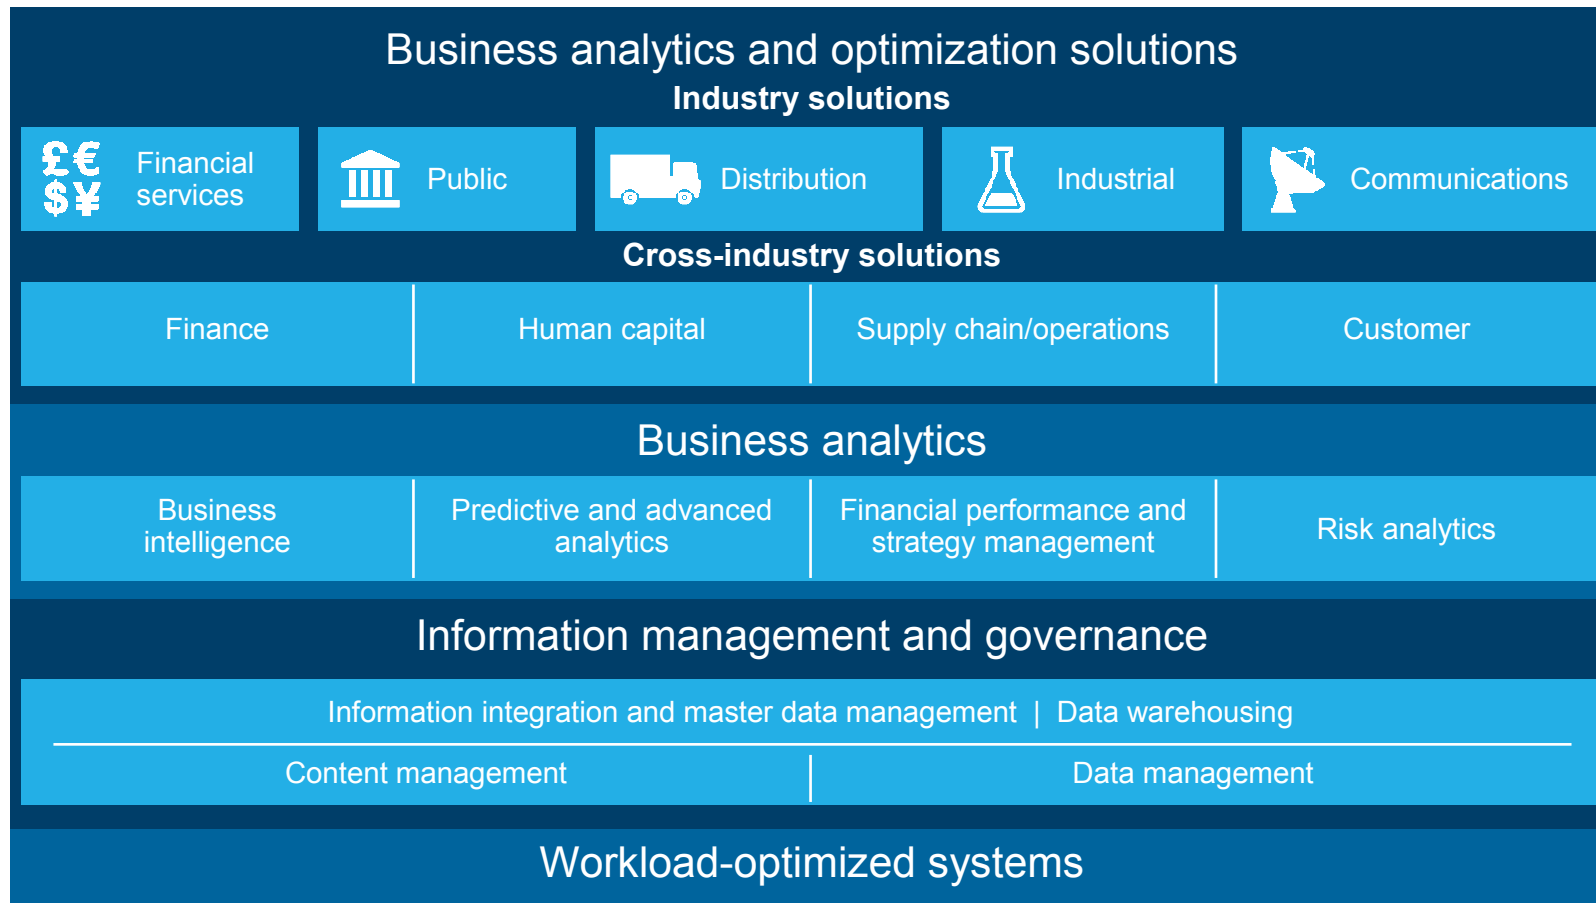 Business analytics and optimization solutions
Industry solutions
£€
$¥
Financial
services
Public
Distribution
Industrial
Communications
Cross-industry solutions
Finance
Human capital
Supply chain/operations
Customer
Business analytics
Business
intelligence
Predictive and advanced
analytics
Financial performance and
strategy management
Risk analytics
Information management and governance
Information integration and master data management | Data warehousing
Content management
Data management
Workload-optimized systems